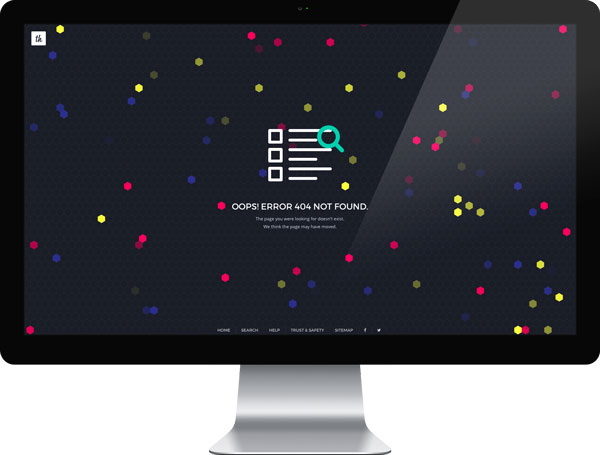 th
OOPS! ERROR 404 NOT FOUND.
The page you were looking for doesn't exist.
We think the page may have moved.
HOME SEARCH HELP TRUST & SAFETY SITEMAP f